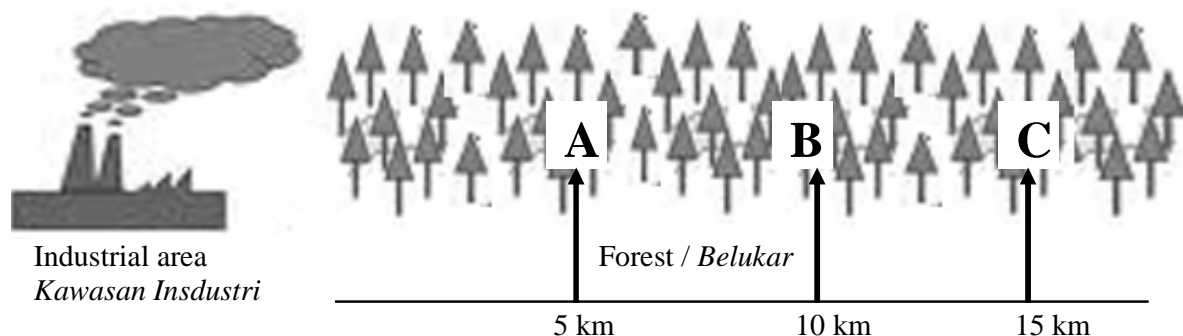 A B C
Industrial area
Kawasan Insdustri
Forest / Belukar
5 km 10 km 15 km